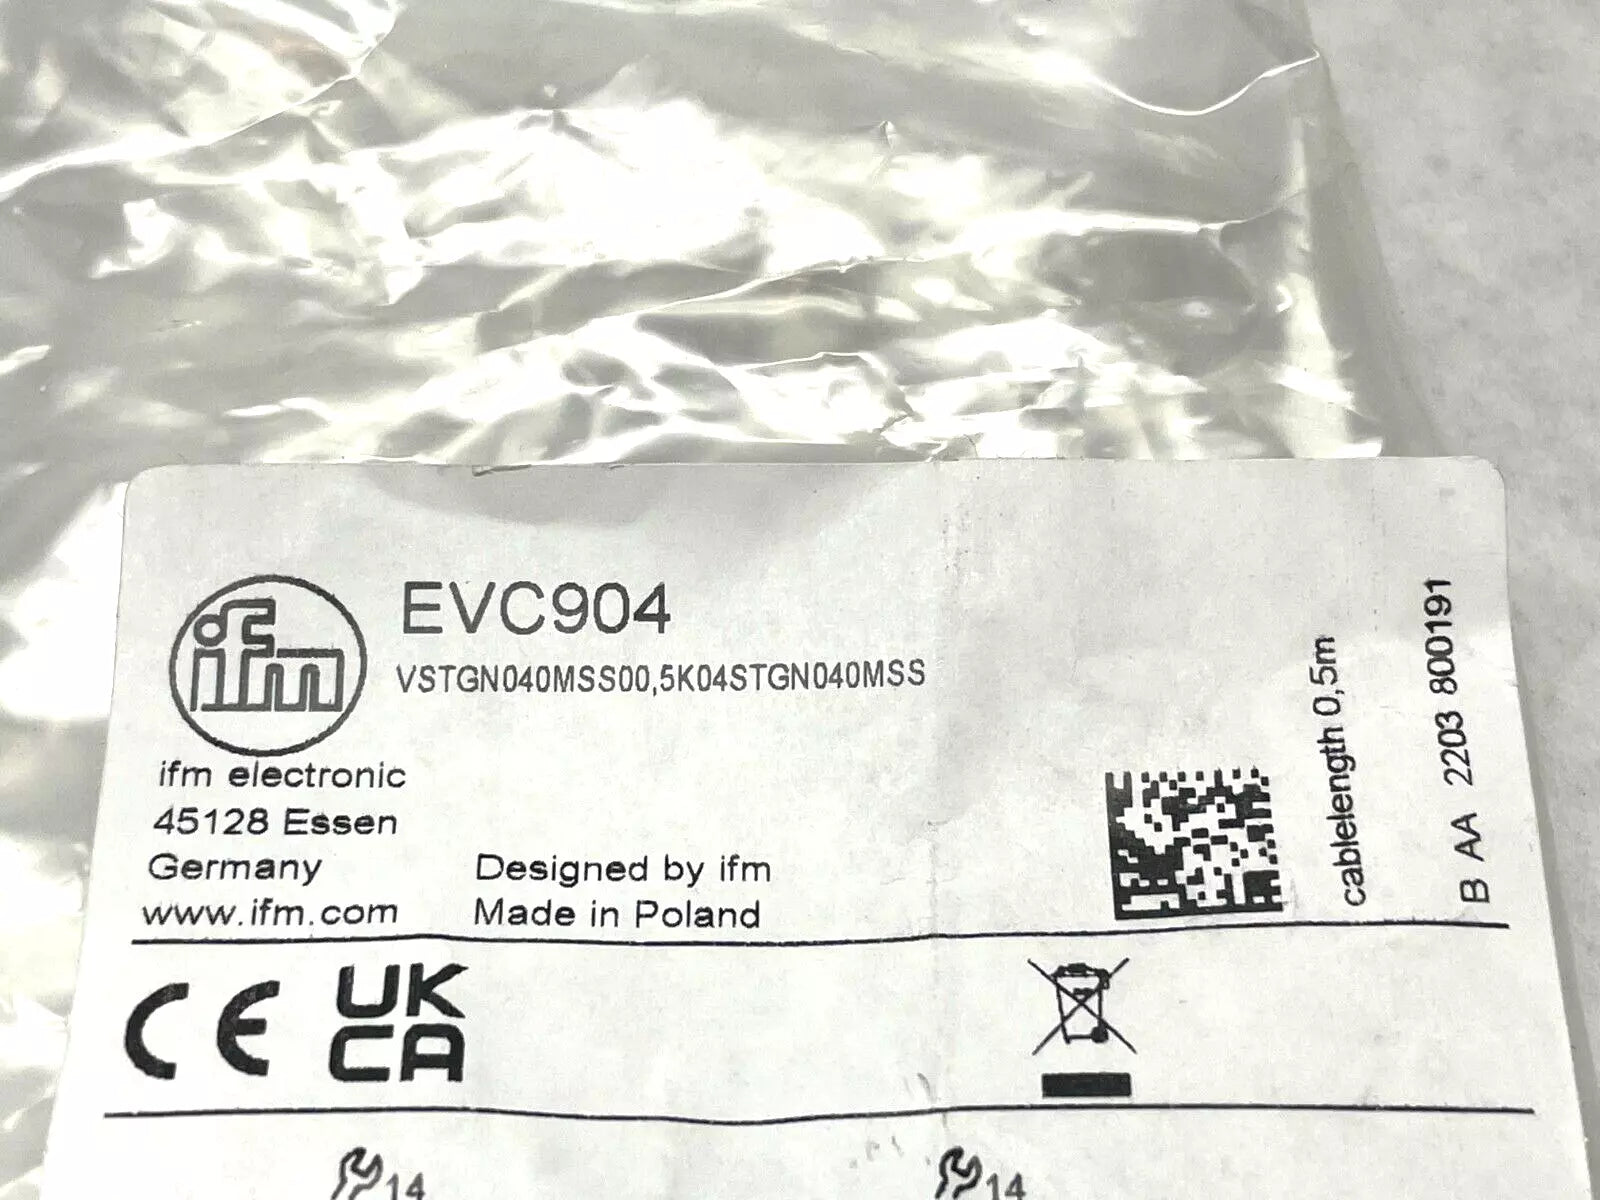 ifm
EVC904
VSTGN040MSS00,5K04STGN040MSS
ifm electronic
45128 Essen
Germany
www.ifm.com
Designed by ifm
Made in Poland
cablelength 0,5m
B AA 2203 800191
CE
UK
CA
14
14